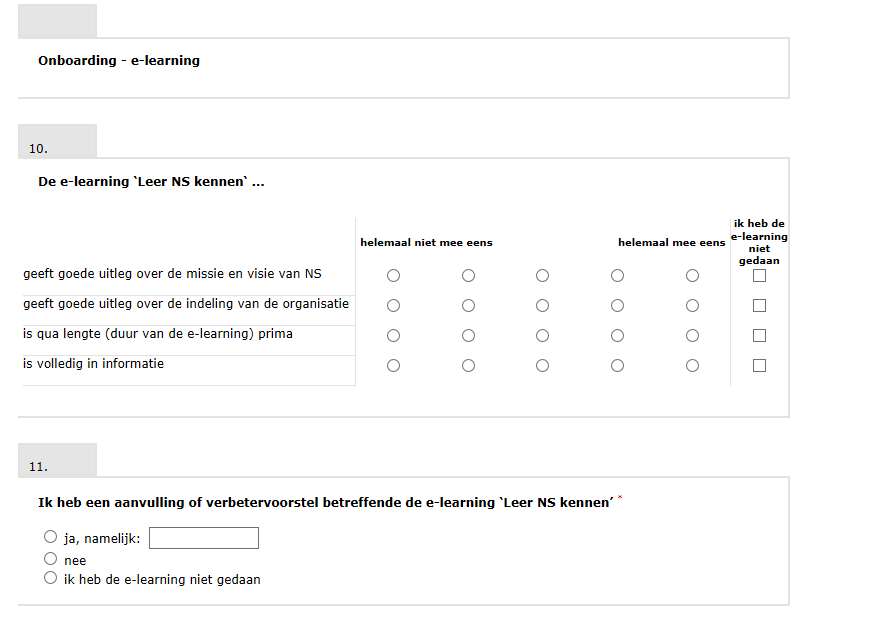 Onboarding - e-learning
10.
De e-learning `Leer NS kennen` ...
helemaal niet mee eens
helemaal mee eens
ik heb de
e-learning
niet
gedaan
geeft goede uitleg over de missie en visie van NS
geeft goede uitleg over de indeling van de organisatie
is qua lengte (duur van de e-learning) prima
is volledig in informatie
11.
Ik heb een aanvulling of verbetervoorstel betreffende de e-learning ‘Leer NS kennen’ *
ja, namelijk:
nee
ik heb de e-learning niet gedaan